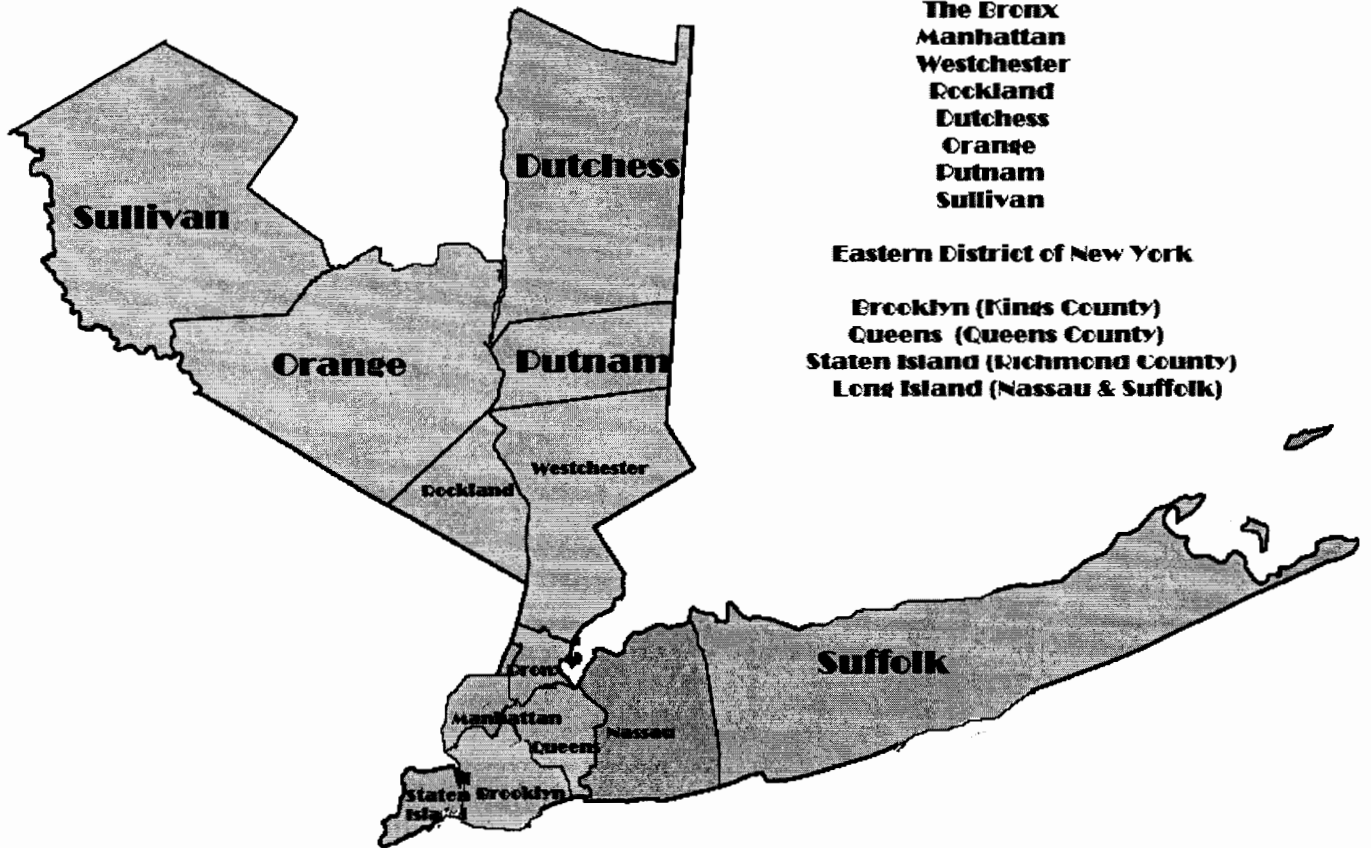 The Bronx
Manhattan
Westchester
Rockland
Dutchess
Orange
Putnam
Sullivan
Eastern District of New York
Brooklyn (Kings County)
Queens (Queens County)
Staten Island (Richmond County)
Long Island (Nassau & Suffolk)
Dutchess
Sullivan
Orange
Putnam
Westchester
Rockland
Bronx
Suffolk
Manhattan
Nassau
Queens
Staten
Brooklyn